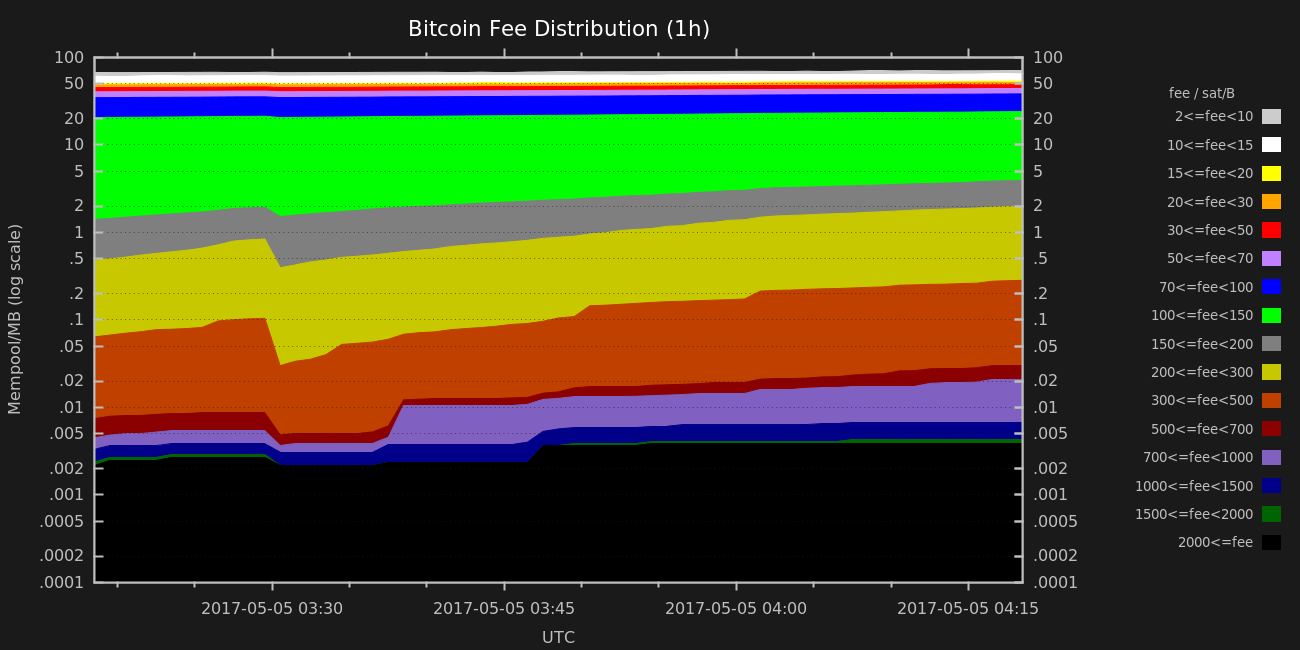 Bitcoin Fee Distribution (1h)
Mempool/MB (log scale)
100
50
20
10
5
2
1
.5
.2
.1
.05
.02
.01
.005
.002
.001
.0005
.0002
.0001
100
50
20
10
5
2
1
.5
.2
.1
.05
.02
.01
.005
.002
.001
.0005
.0002
.0001
2017-05-05 03:30
2017-05-05 03:45
2017-05-05 04:00
2017-05-05 04:15
UTC
fee / sat/B
2<=fee<10
10<=fee<15
15<=fee<20
20<=fee<30
30<=fee<50
50<=fee<70
70<=fee<100
100<=fee<150
150<=fee<200
200<=fee<300
300<=fee<500
500<=fee<700
700<=fee<1000
1000<=fee<1500
1500<=fee<2000
2000<=fee